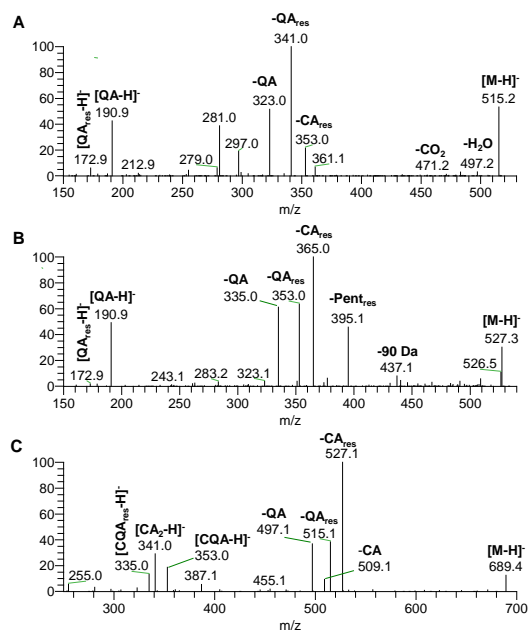 A
-QAres
341.0
[M-H]-
515.2
-QA
323.0
[QA-H]-
190.9
[QAres-H]-
172.9
212.9
281.0
279.0
297.0
-CAres
353.0
361.1
-CO2
471.2
-H2O
497.2
100
80
60
40
20
0
150 200 250 300 350 400 450 500
m/z
B
-CAres
365.0
-QA
335.0
-QAres
353.0
-Pentres
395.1
[QA-H]-
190.9
[QAres-H]-
172.9
243.1
283.2
323.1
-90 Da
437.1
526.5
[M-H]-
527.3
100
80
60
40
20
0
150 200 250 300 350 400 450 500
m/z
C
-CAres
527.1
-QA
497.1
-QAres
515.1
-CA
509.1
[CQAres-H]-
335.0
[CA2-H]-
341.0
[CQA-H]-
353.0
255.0
387.1
455.1
[M-H]-
689.4
100
80
60
40
20
0
300 400 500 600 700
m/z